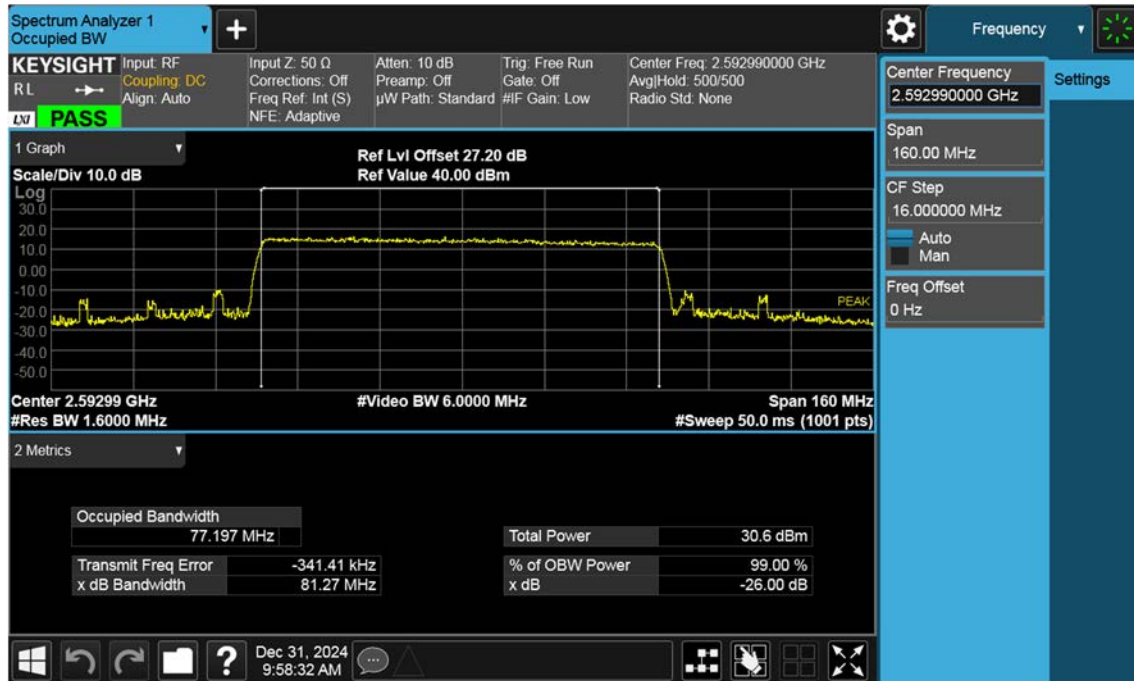 Spectrum Analyzer 1
Occupied BW
+
Frequency
KEYSIGHT
R L
LXI PASS
Input: RF
Coupling: DC
Align: Auto
Input Z: 50 Ω
Corrections: Off
Freq Ref: Int (S)
NFE: Adaptive
Atten: 10 dB
Preamp: Off
µW Path: Standard
Trig: Free Run
Gate: Off
#IF Gain: Low
Center Freq: 2.592990000 GHz
Avg|Hold: 500/500
Radio Std: None
Center Frequency
2.592990000 GHz
Settings
Span
160.00 MHz
CF Step
16.000000 MHz
Auto
Man
Freq Offset
0 Hz
1 Graph
Scale/Div 10.0 dB
Ref Lvl Offset 27.20 dB
Ref Value 40.00 dBm
Log
30.0
20.0
10.0
0.00
-10.0
-20.0
-30.0
-40.0
-50.0
PEAK
Center 2.59299 GHz
#Video BW 6.0000 MHz
Span 160 MHz
#Res BW 1.6000 MHz
#Sweep 50.0 ms (1001 pts)
2 Metrics
Occupied Bandwidth
77.197 MHz
Total Power 30.6 dBm
Transmit Freq Error -341.41 kHz
% of OBW Power 99.00 %
x dB Bandwidth 81.27 MHz
x dB -26.00 dB
?
Dec 31, 2024
9:58:32 AM